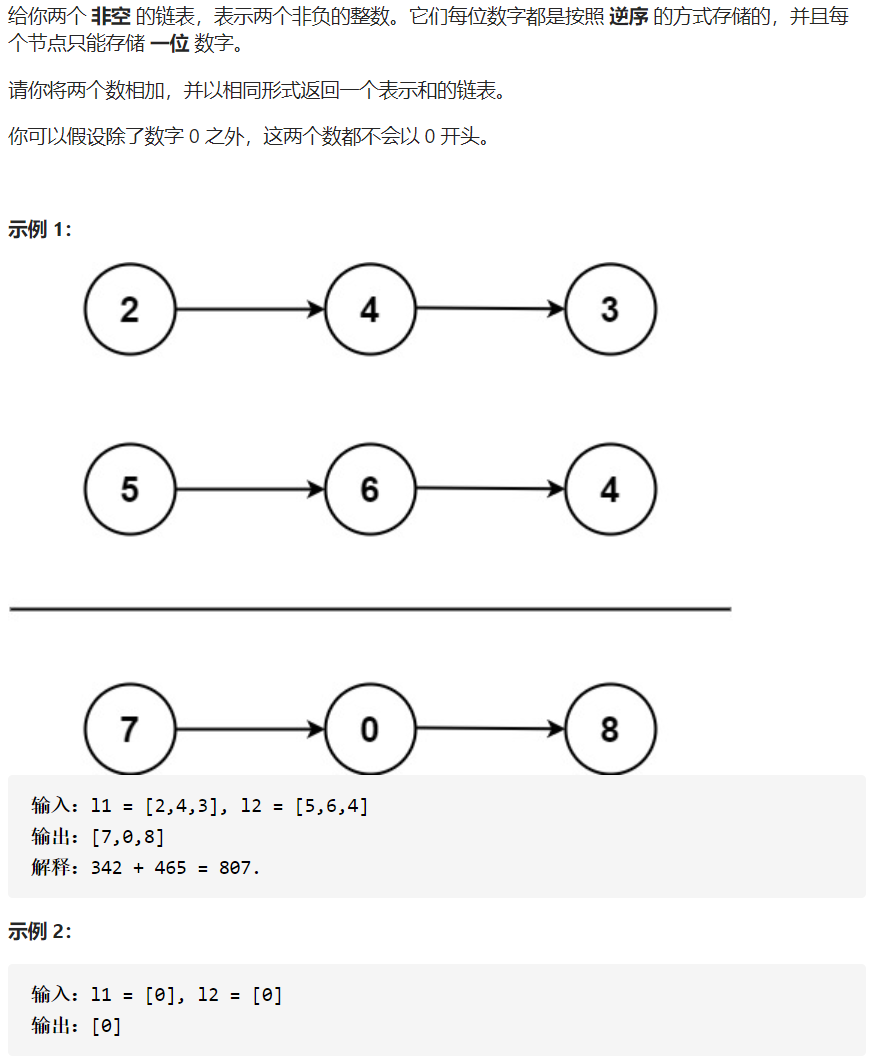 给你两个 非空 的链表，表示两个非负的整数。它们每位数字都是按照 逆序 的方式存储的，并且每
个节点只能存储 一位 数字。
请你将两个数相加，并以相同形式返回一个表示和的链表。
你可以假设除了数字 0 之外，这两个数都不会以 0 开头。
示例 1：
2 4 3
5 6 4
7 0 8
输入：l1 = [2,4,3], l2 = [5,6,4]
输出：[7,0,8]
解释：342 + 465 = 807.
示例 2：
输入：l1 = [0], l2 = [0]
输出：[0]